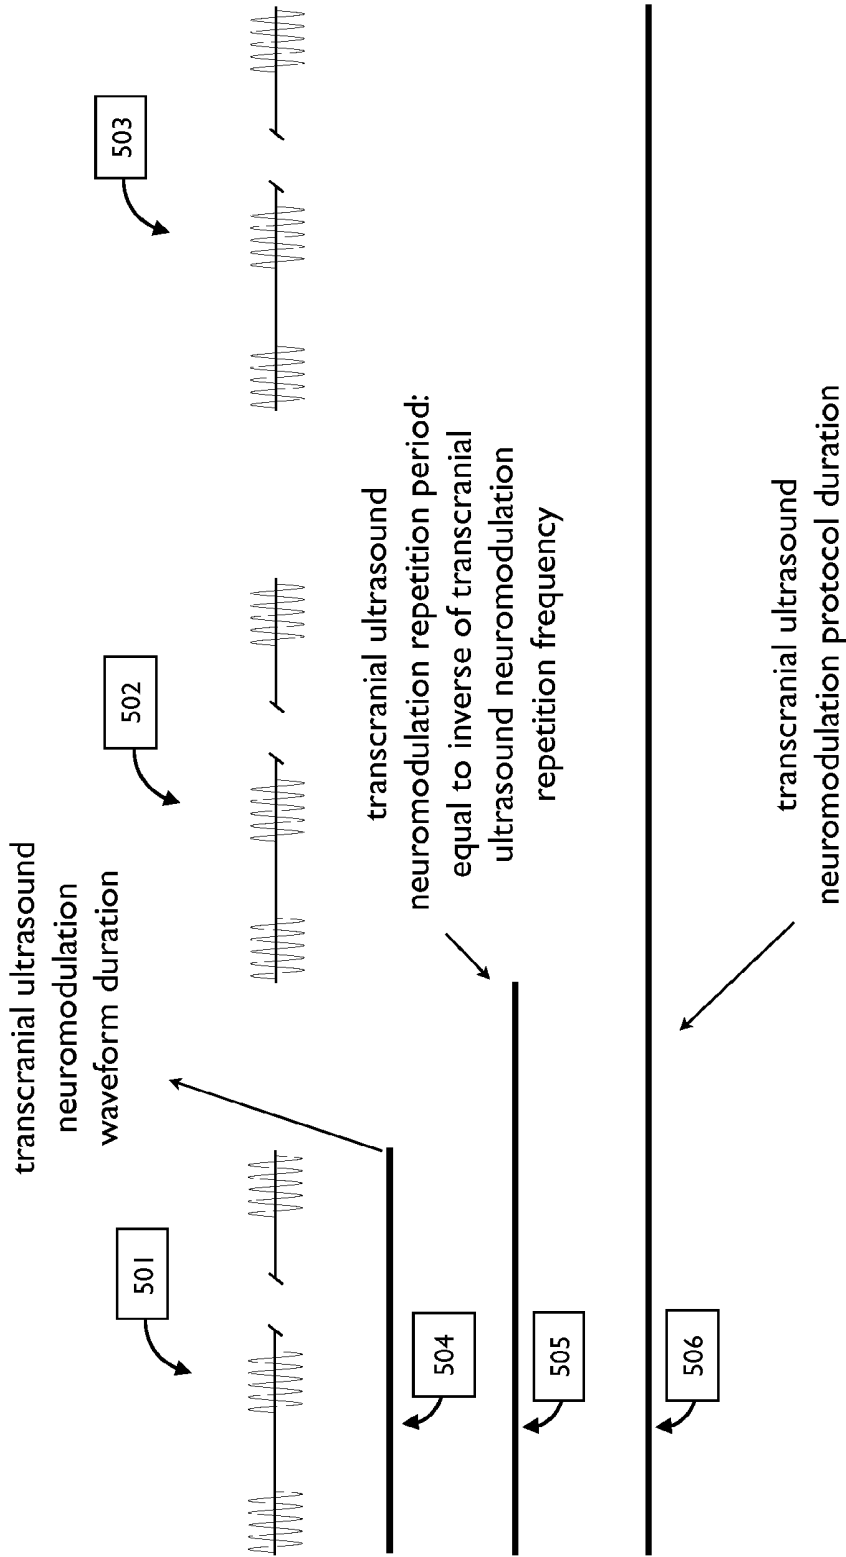 transcranial ultrasound
neuromodulation
waveform duration
501
502
503
504
505
506
transcranial ultrasound
neuromodulation repetition period:
equal to inverse of transcranial
ultrasound neuromodulation
repetition frequency
transcranial ultrasound
neuromodulation protocol duration